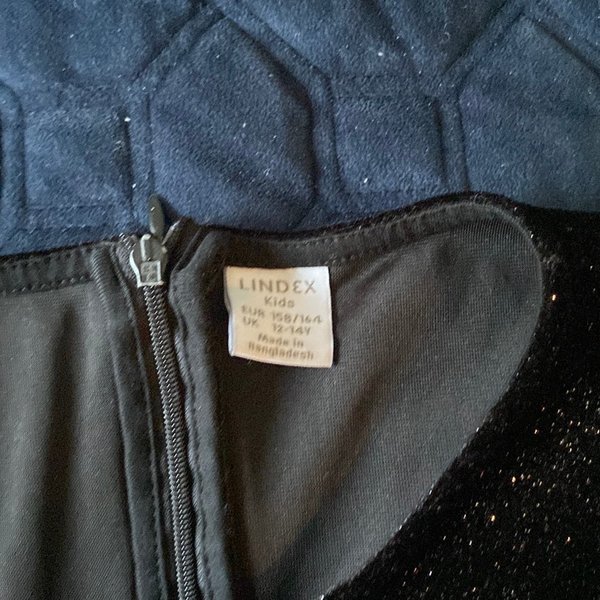 LINDEX
Kids
EUR 158/164
UK 12-14Y
Made in
Bangladesh